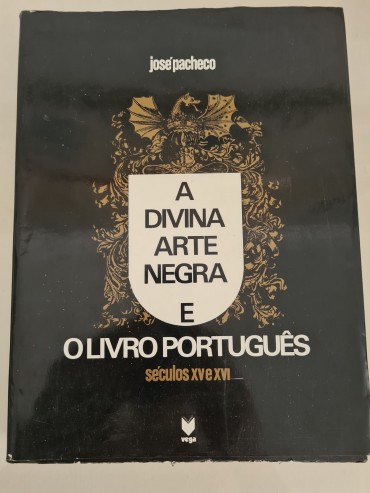 josé pacheco
A
DIVINA
ARTE
NEGRA
E
O LIVRO PORTUGUÊS
séculos XV e XVI
vega